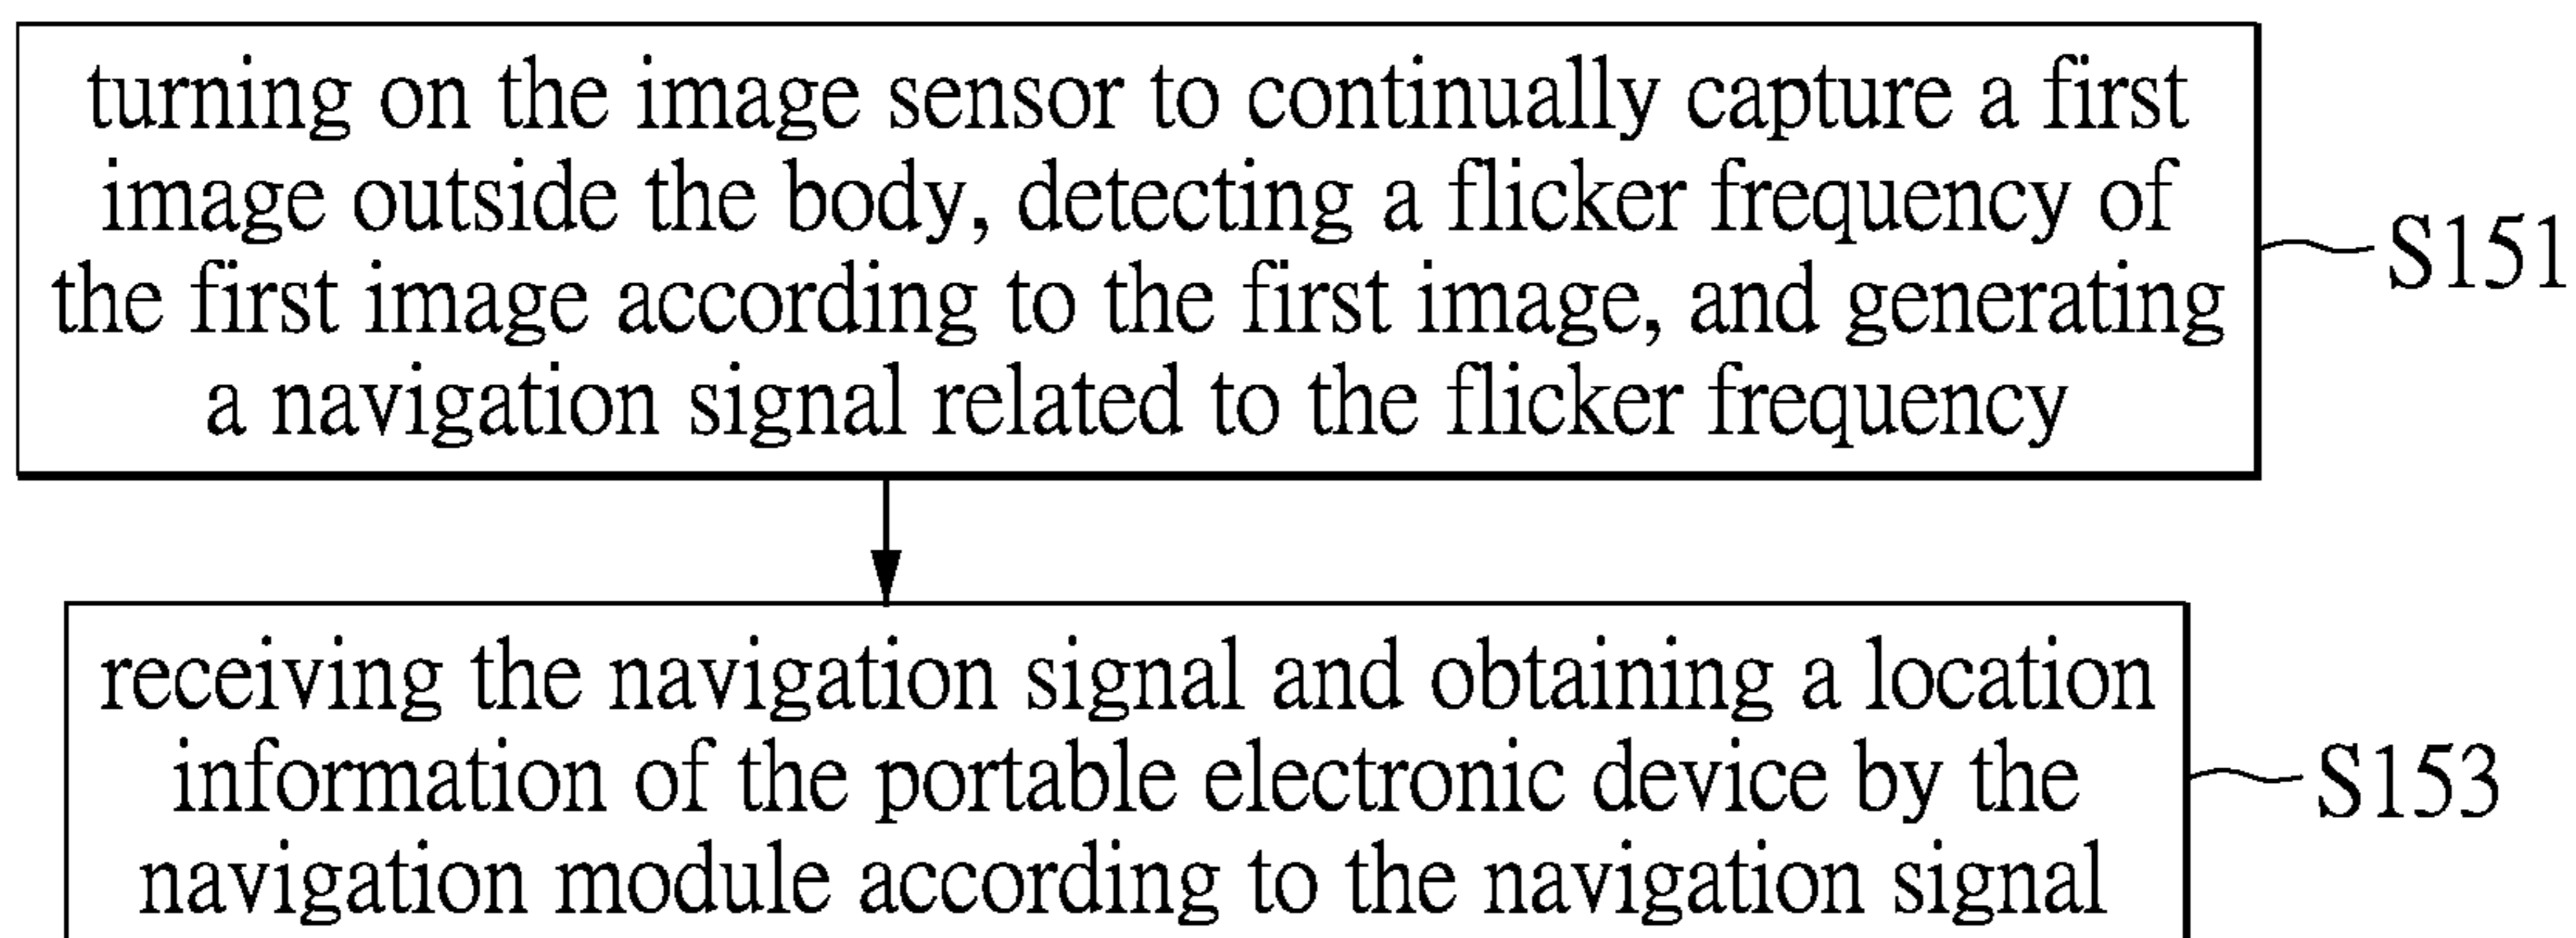 turning on the image sensor to continually capture a first
image outside the body, detecting a flicker frequency of
the first image according to the first image, and generating
a navigation signal related to the flicker frequency
S151
receiving the navigation signal and obtaining a location
information of the portable electronic device by the
navigation module according to the navigation signal
S153